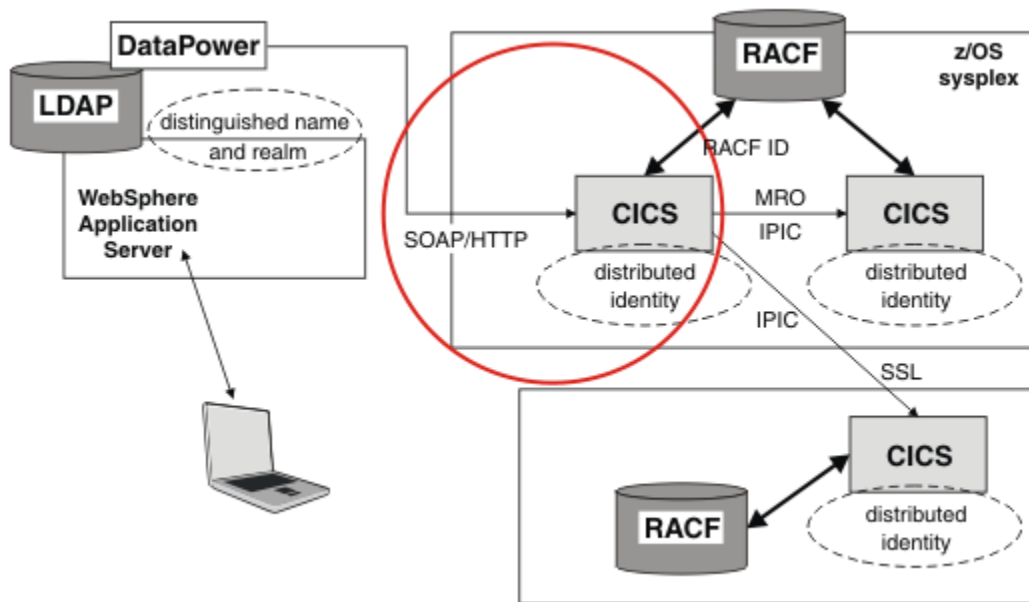 DataPower
LDAP
distinguished name
and realm
WebSphere
Application
Server
SOAP/HTTP
RACF
z/OS
sysplex
RACF ID
CICS
MRO
IPIC
CICS
distributed
identity
distributed
identity
IPIC
SSL
CICS
RACF
distributed
identity